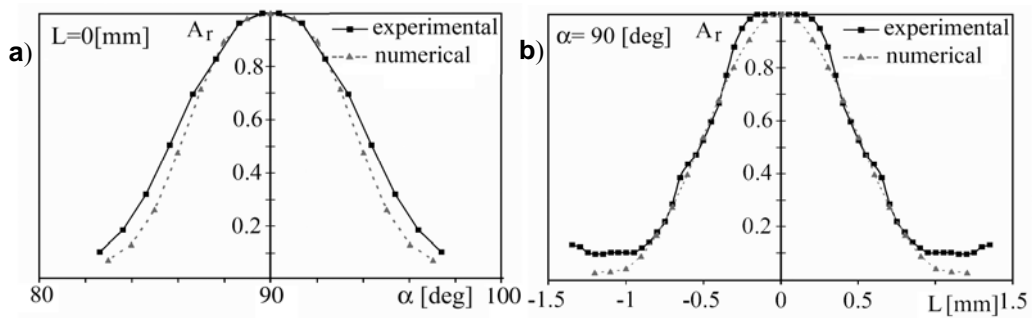 a)
L=0[mm]
A_r
experimental
numerical
0.8
0.6
0.4
0.2
80
90
α [deg]
100
b)
α= 90 [deg]
A_r
experimental
numerical
0.8
0.6
0.4
0.2
-1.5
-1
-0.5
0
0.5
L [mm]
1.5